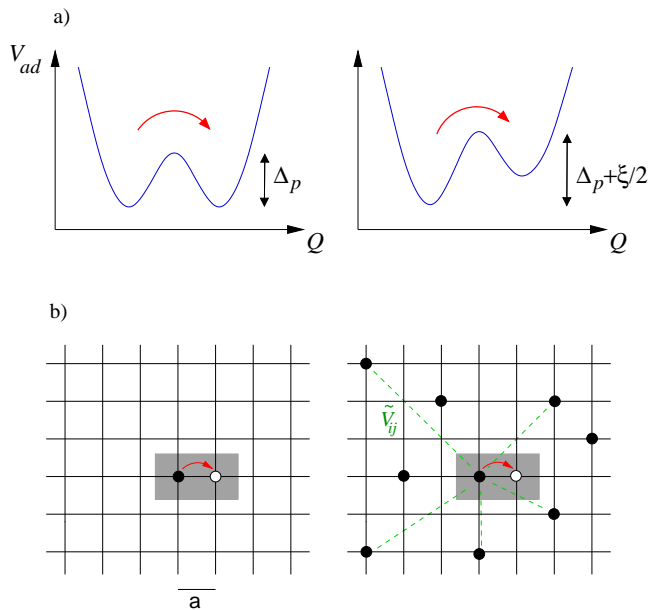 a)
V_ad
Δ_p
Δ_p+ξ/2
Q
Q
b)
Ṽ_ij
a